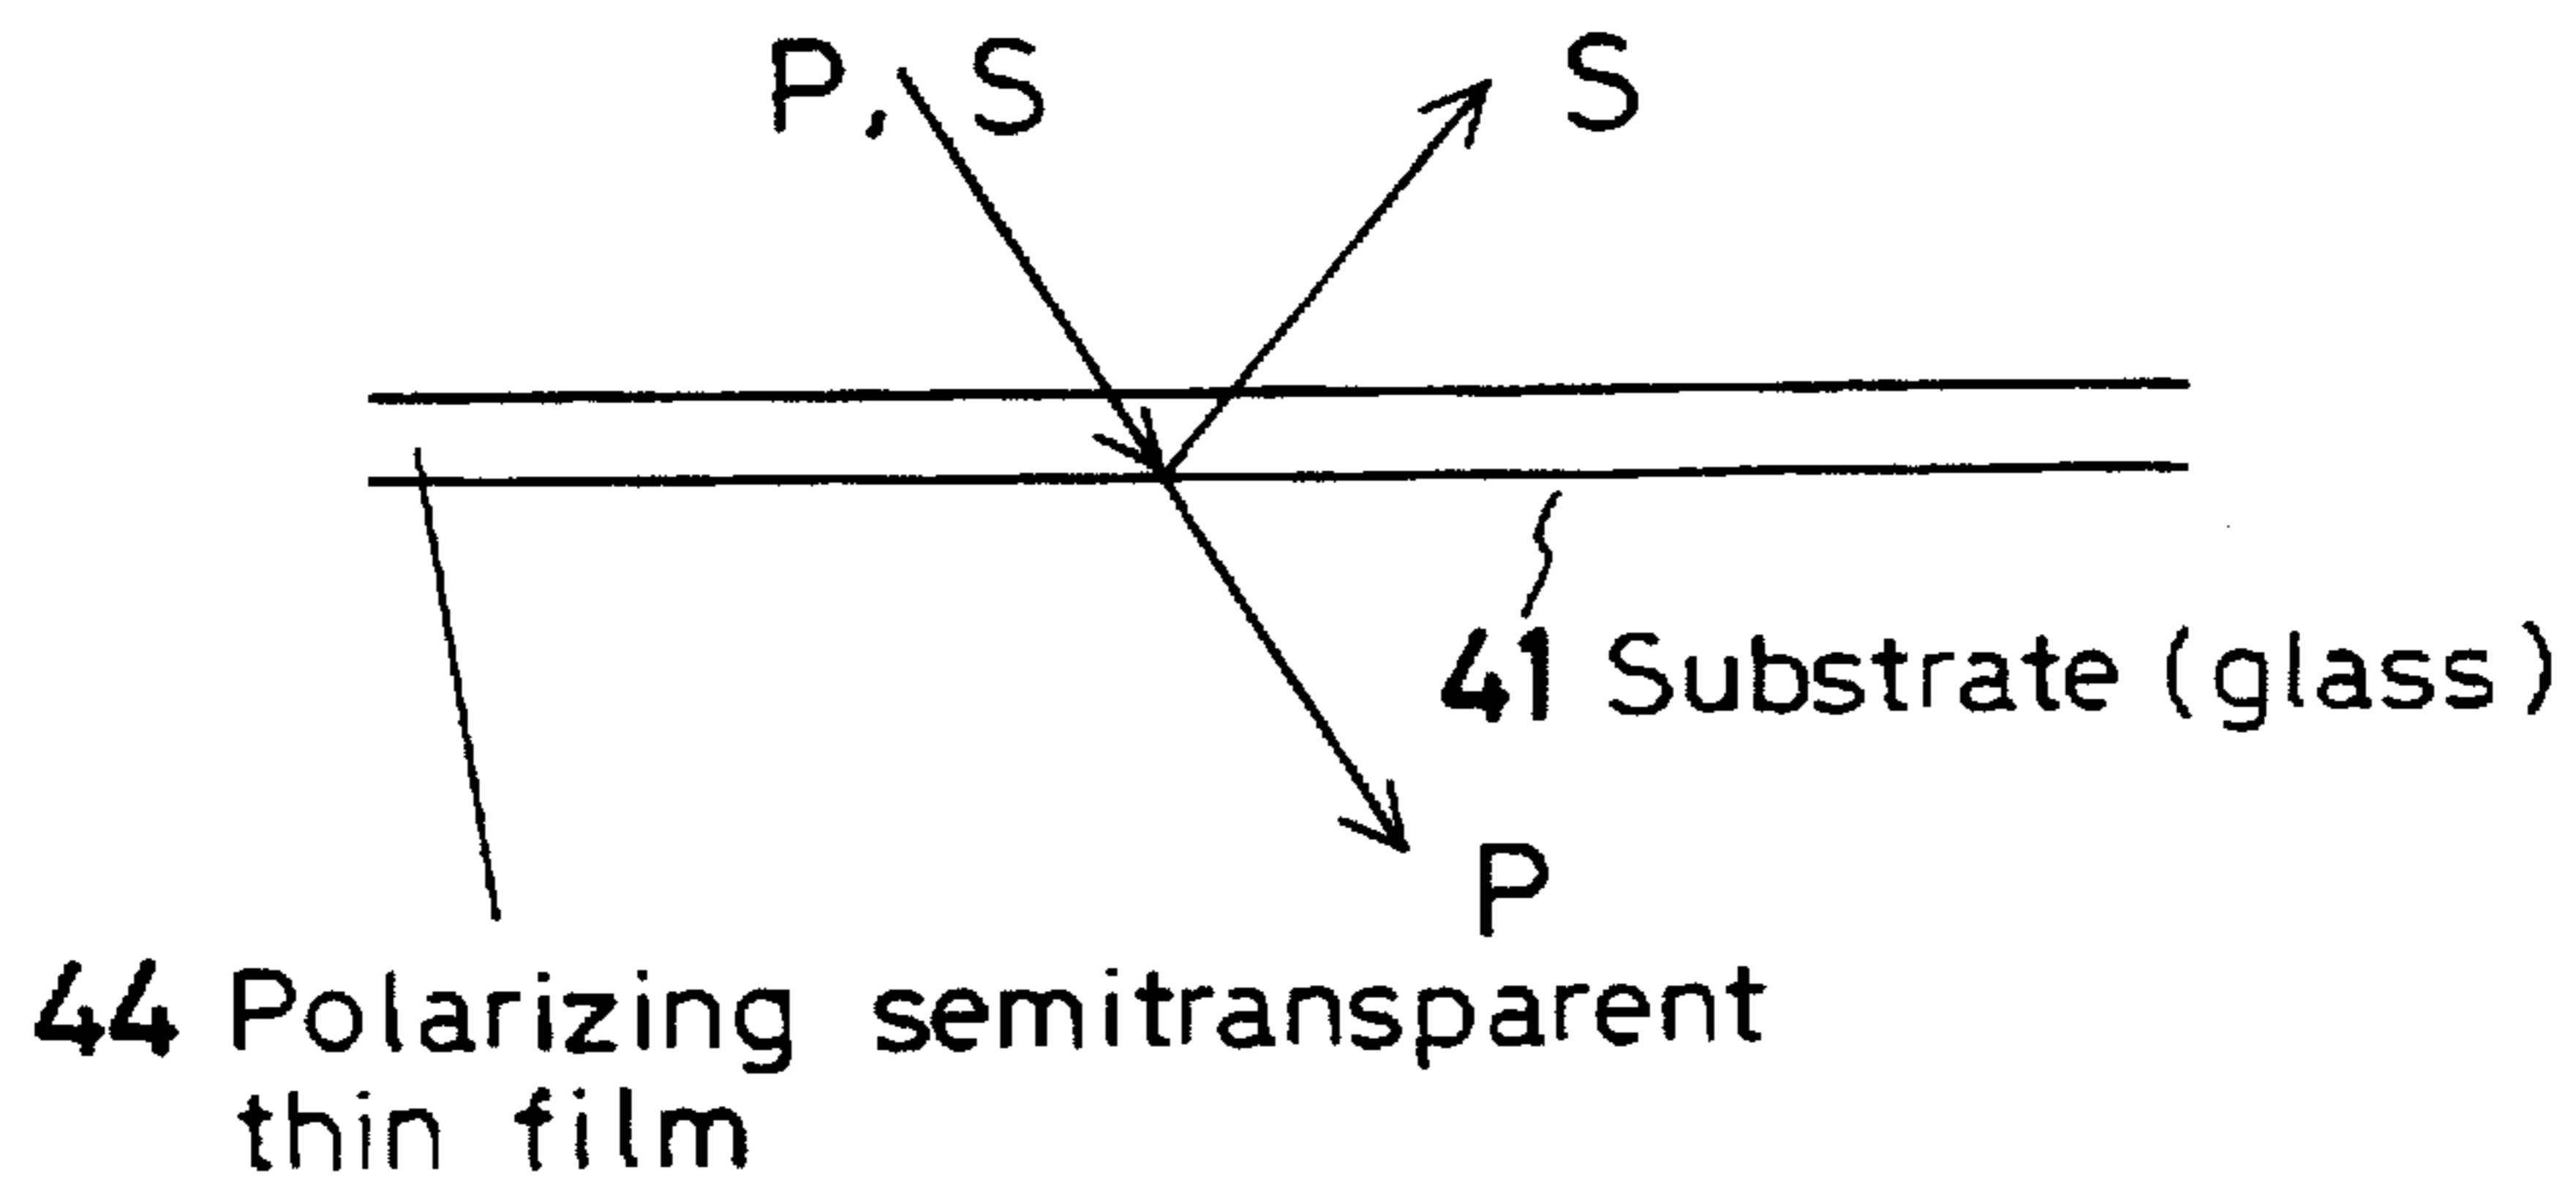 P, S
S
41 Substrate (glass)
P
44 Polarizing semitransparent
thin film